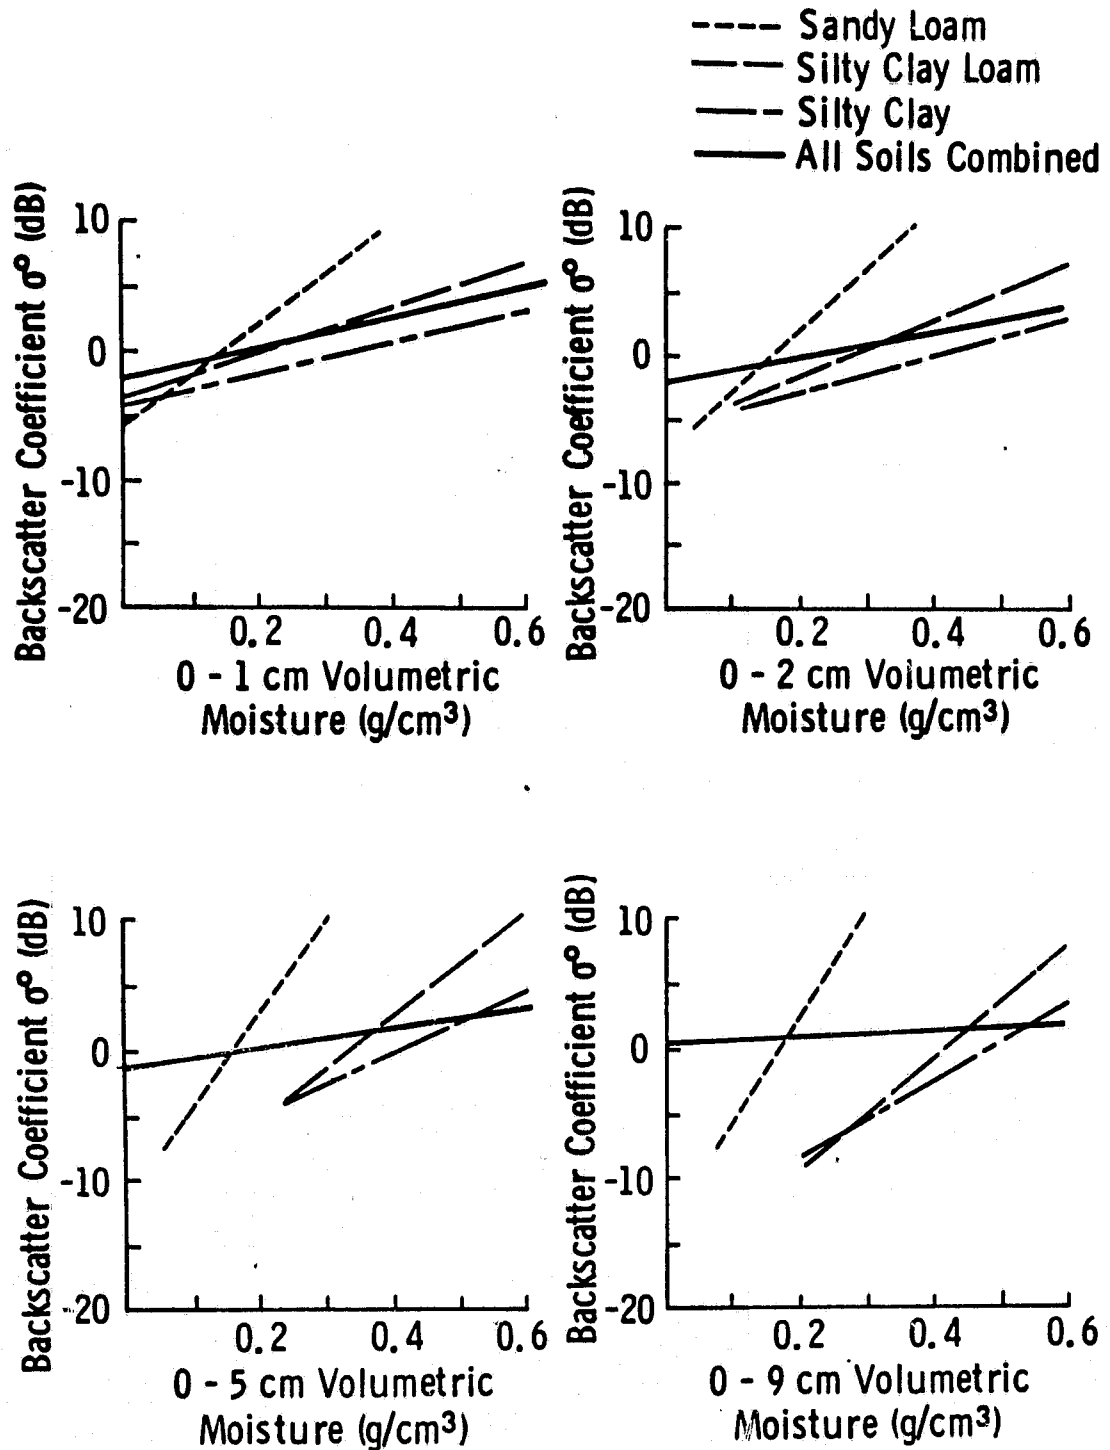 Sandy Loam
Silty Clay Loam
Silty Clay
All Soils Combined
Backscatter Coefficient σ° (dB)
10
0
-10
-20
0.2 0.4 0.6
0 - 1 cm Volumetric
Moisture (g/cm³)
Backscatter Coefficient σ° (dB)
10
0
-10
-20
0.2 0.4 0.6
0 - 2 cm Volumetric
Moisture (g/cm³)
Backscatter Coefficient σ° (dB)
10
0
-10
-20
0.2 0.4 0.6
0 - 5 cm Volumetric
Moisture (g/cm³)
Backscatter Coefficient σ° (dB)
10
0
-10
-20
0.2 0.4 0.6
0 - 9 cm Volumetric
Moisture (g/cm³)